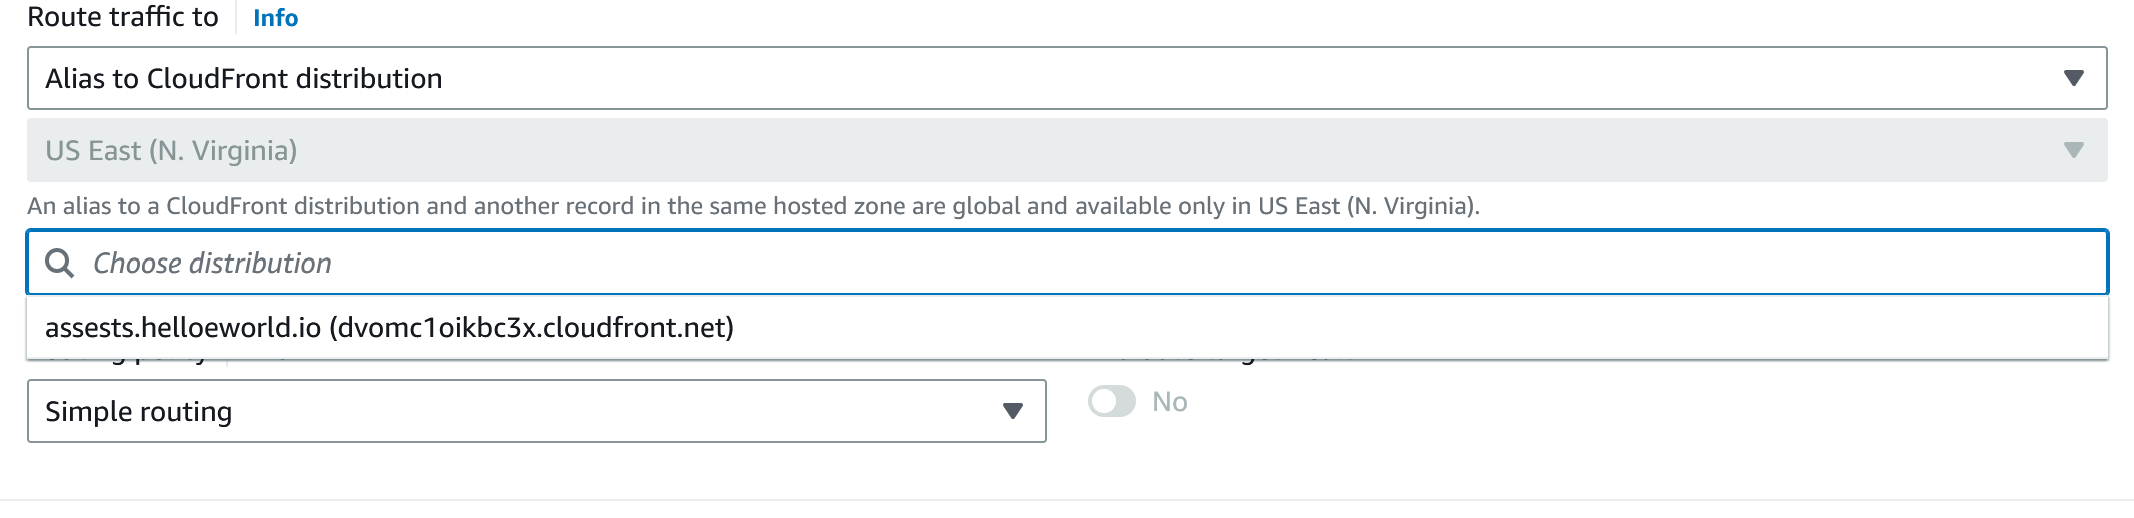 Route traffic to Info
Alias to CloudFront distribution
US East (N. Virginia)
An alias to a CloudFront distribution and another record in the same hosted zone are global and available only in US East (N. Virginia).
Choose distribution
assests.helloeworld.io (dvomc1oikbc3x.cloudfront.net)
Simple routing
No